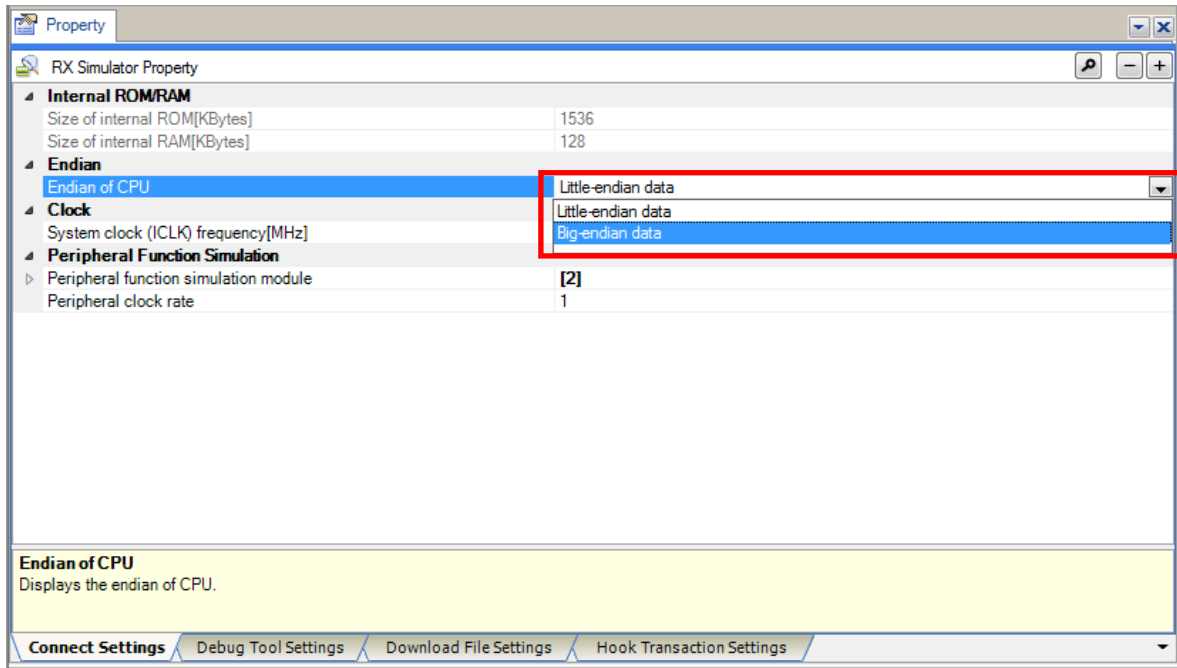 Property
RX Simulator Property
Internal ROM/RAM
Size of internal ROM[KBytes] 1536
Size of internal RAM[KBytes] 128
Endian
Endian of CPU Little-endian data
Little-endian data
Clock
Big-endian data
System clock (ICLK) frequency[MHz]
Peripheral Function Simulation
Peripheral function simulation module [2]
Peripheral clock rate 1
Endian of CPU
Displays the endian of CPU.
Connect Settings Debug Tool Settings Download File Settings Hook Transaction Settings